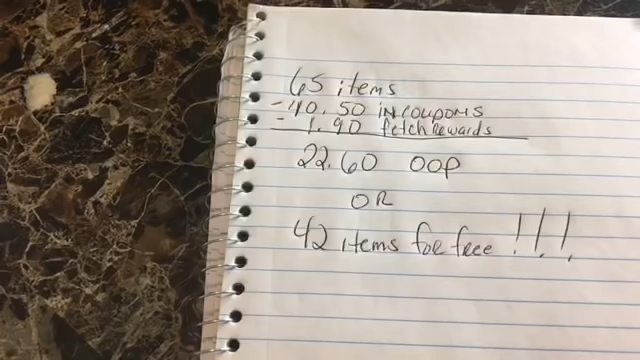 65 items
- 40.50 in coupons
- 1.90 fetch rewards
22.60 OOP
OR
42 items for free!!!